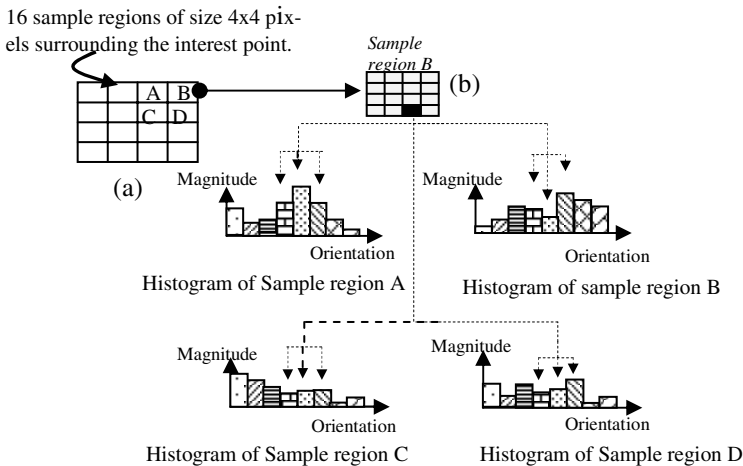 16 sample regions of size 4x4 pix-
els surrounding the interest point.
Sample
region B
A B
C D
(a)
(b)
Magnitude
Orientation
Histogram of Sample region A
Magnitude
Orientation
Histogram of sample region B
Magnitude
Orientation
Histogram of Sample region C
Magnitude
Orientation
Histogram of Sample region D